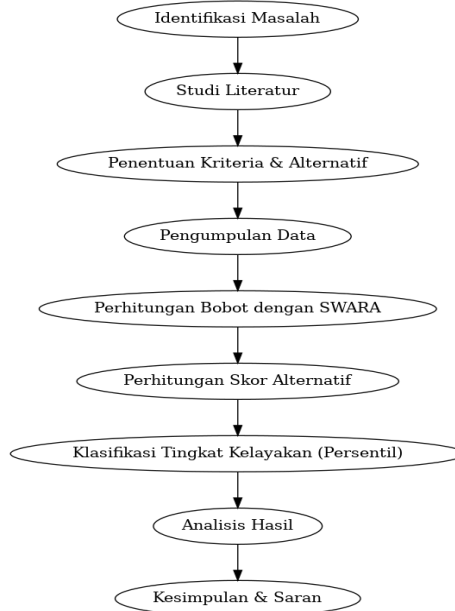 Identifikasi Masalah
Studi Literatur
Penentuan Kriteria & Alternatif
Pengumpulan Data
Perhitungan Bobot dengan SWARA
Perhitungan Skor Alternatif
Klasifikasi Tingkat Kelayakan (Persentil)
Analisis Hasil
Kesimpulan & Saran